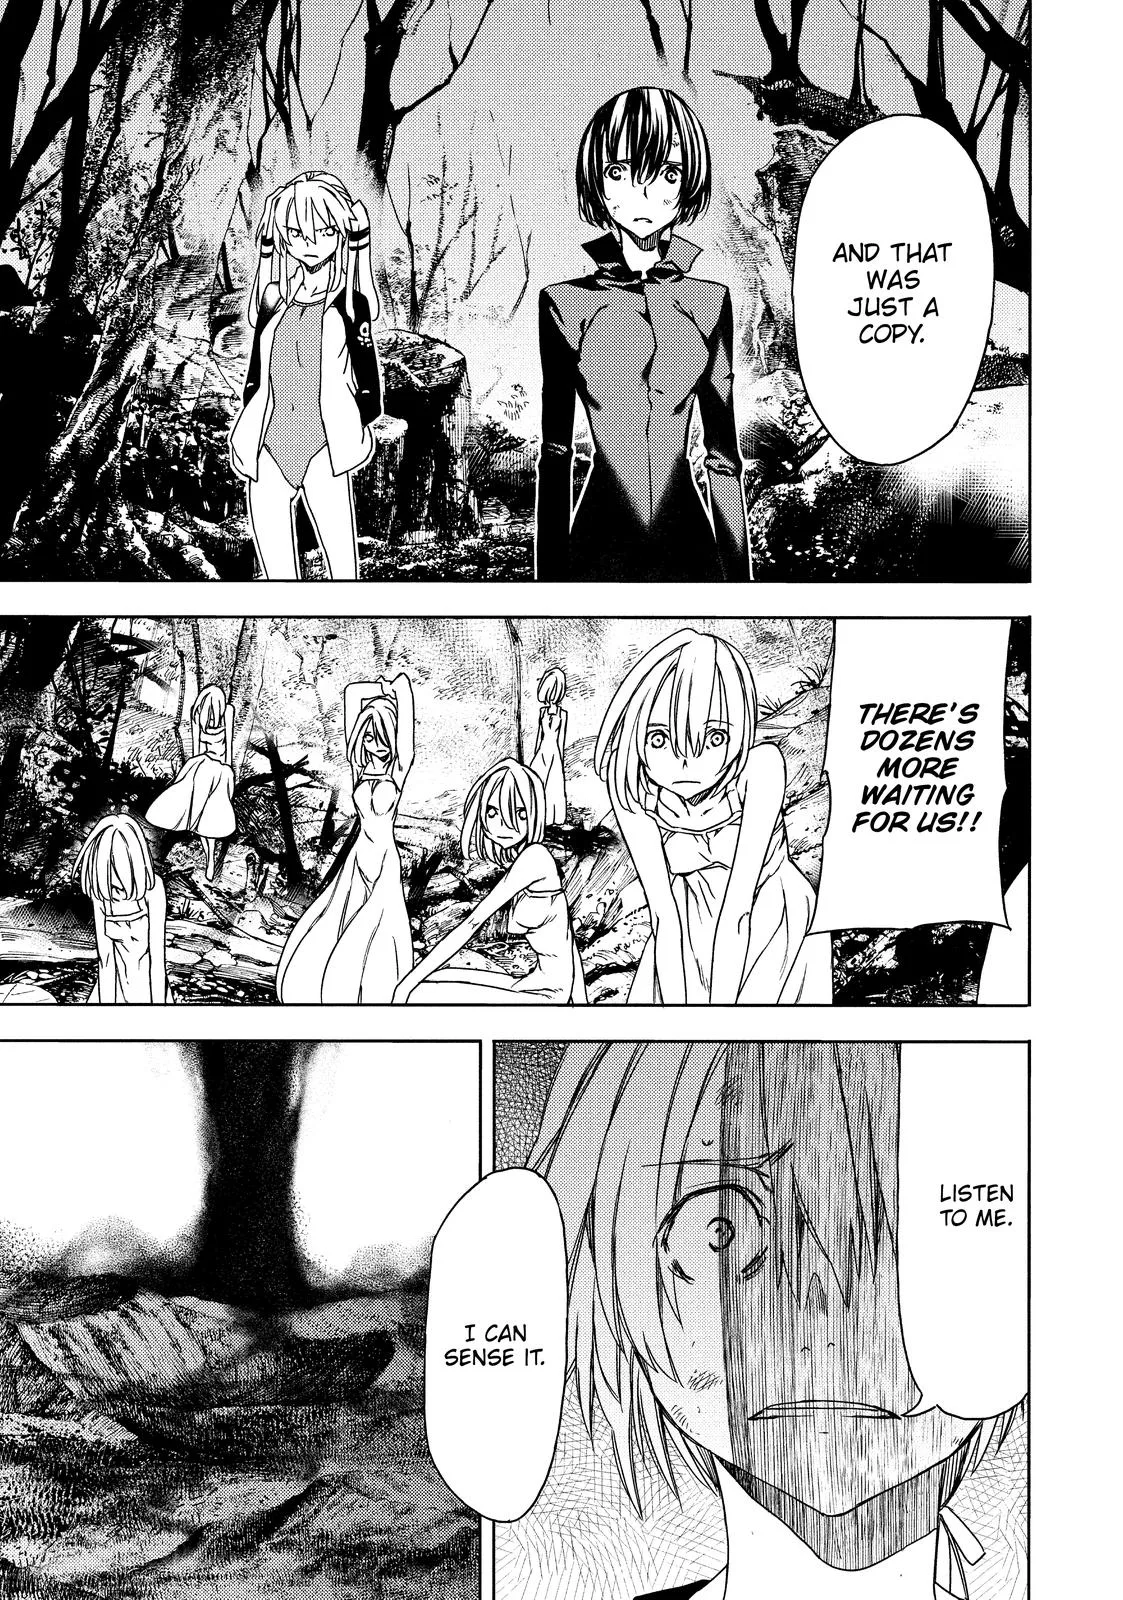 AND THAT
WAS
JUST A
COPY.
THERE'S
DOZENS
MORE
WAITING
FOR US!!
LISTEN
TO ME.
I CAN
SENSE IT.